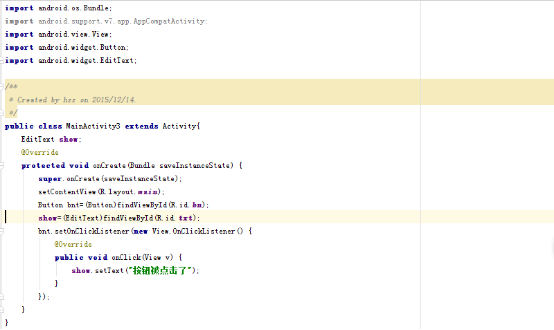 import android.os.Bundle;
import android.support.v7.app.AppCompatActivity;
import android.view.View;
import android.widget.Button;
import android.widget.EditText;
/**
 * Created by hxx on 2015/12/14.
 */
public class MainActivity3 extends Activity{
    EditText show;
    @Override
    protected void onCreate(Bundle saveInstanceState) {
        super.onCreate(saveInstanceState);
        setContentView(R.layout.main);
        Button bnt=(Button)findViewById(R.id.bn);
        show=(EditText)findViewById(R.id.txt);
        bnt.setOnClickListener(new View.OnClickListener() {
            @Override
            public void onClick(View v) {
                show.setText("按钮被点击了");
            }
        });
    }
}